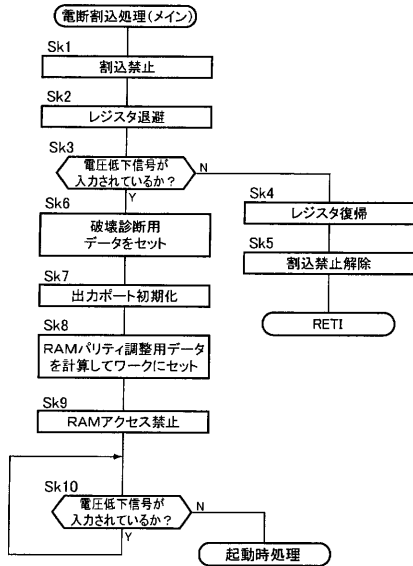 電断割込処理(メイン)
Sk1
割込禁止
Sk2
レジスタ退避
Sk3
電圧低下信号が
入力されているか？
N
Y
Sk4
レジスタ復帰
Sk5
割込禁止解除
RETI
Sk6
破壊診断用
データをセット
Sk7
出力ポート初期化
Sk8
RAMパリティ調整用データ
を計算してワークにセット
Sk9
RAMアクセス禁止
Sk10
電圧低下信号が
入力されているか？
N
Y
起動時処理